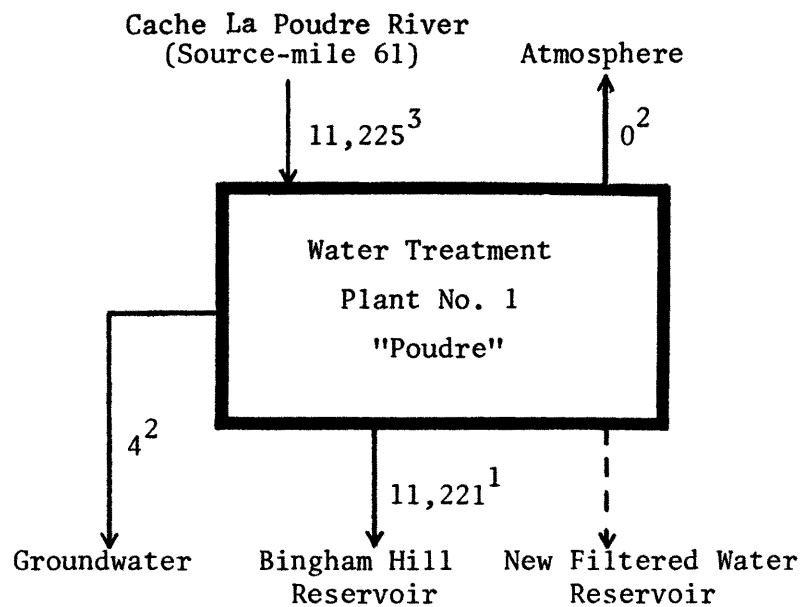 Cache La Poudre River
(Source-mile 61)
Atmosphere
11,225³
0²
Water Treatment
Plant No. 1
"Poudre"
4²
11,221¹
Groundwater
Bingham Hill
Reservoir
New Filtered Water
Reservoir